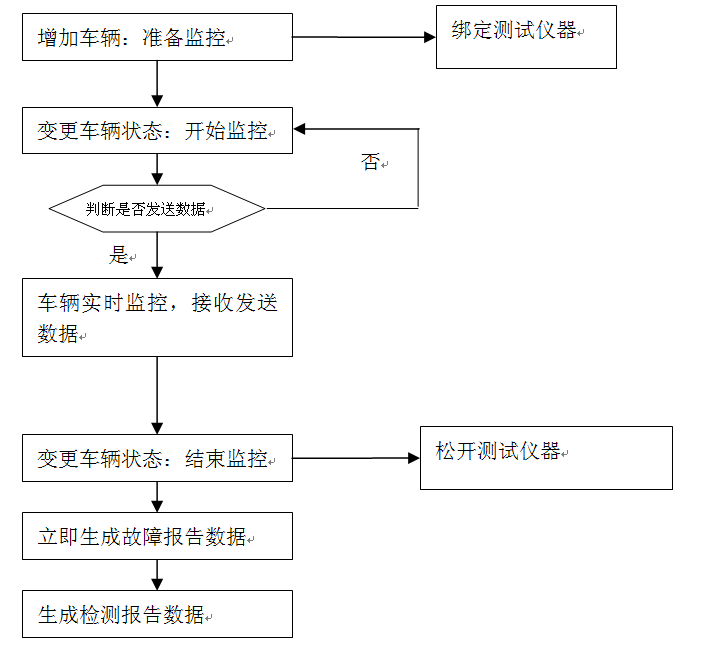 增加车辆：准备监控
绑定测试仪器
变更车辆状态：开始监控
否
判断是否发送数据
是
车辆实时监控，接收发送
数据
变更车辆状态：结束监控
松开测试仪器
立即生成故障报告数据
生成检测报告数据